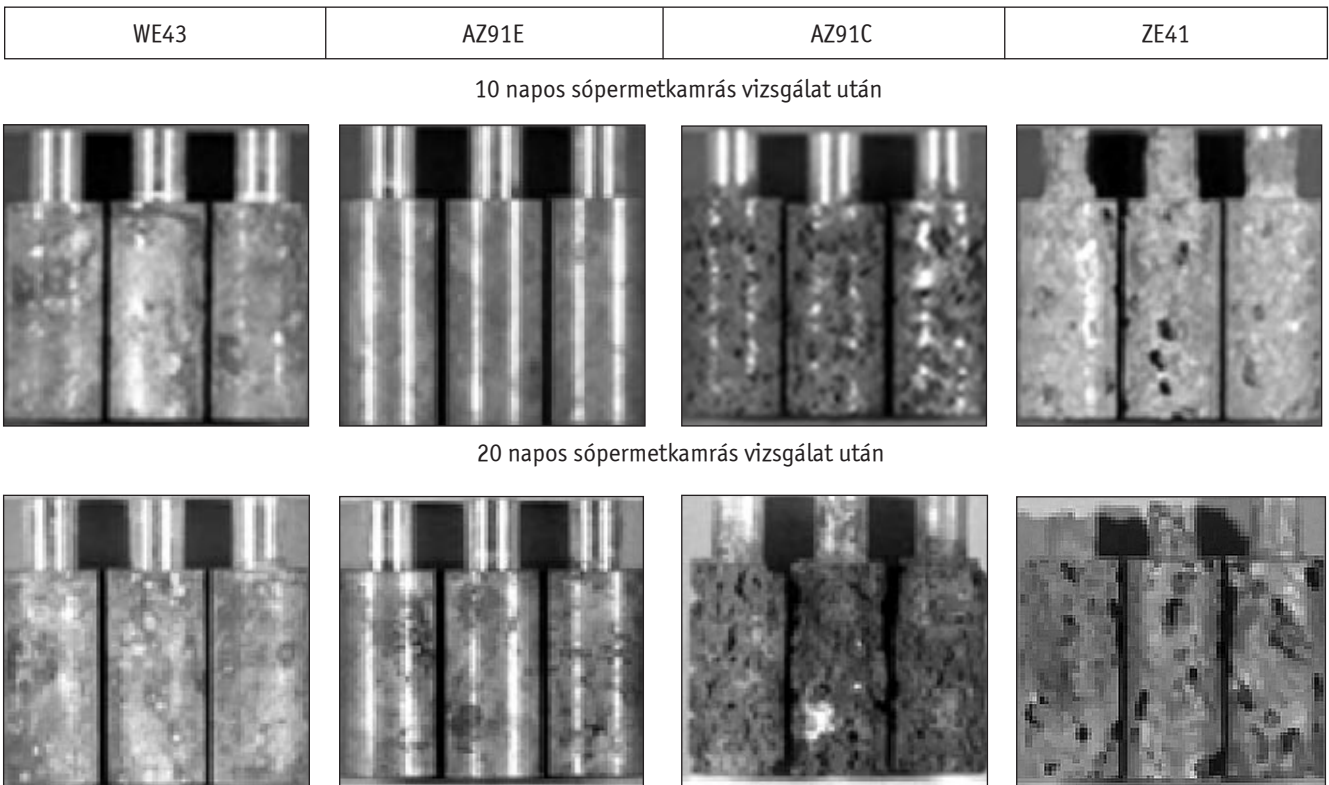 WE43
AZ91E
AZ91C
ZE41
10 napos sópermetkamrás vizsgálat után
20 napos sópermetkamrás vizsgálat után